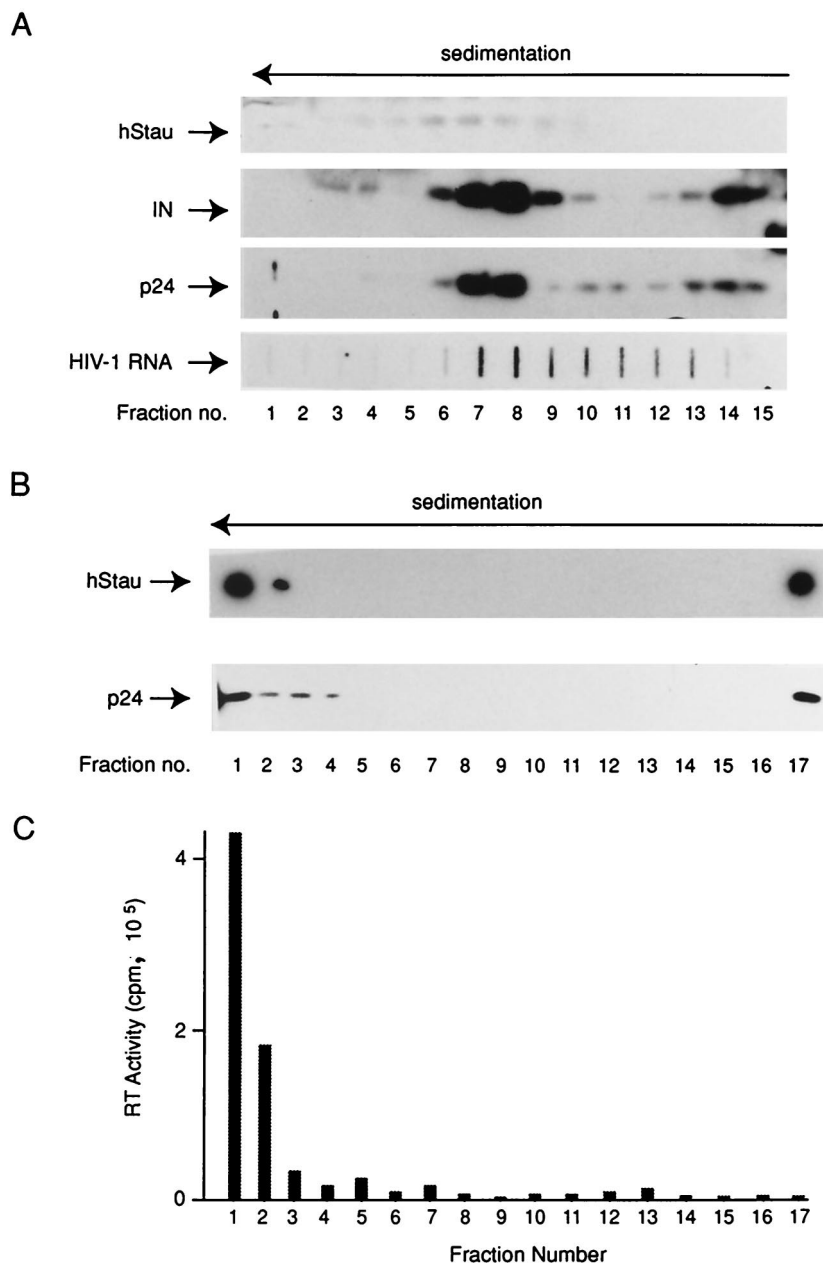 A
sedimentation
hStau
IN
p24
HIV-1 RNA
Fraction no. 1 2 3 4 5 6 7 8 9 10 11 12 13 14 15
B
sedimentation
hStau
p24
Fraction no. 1 2 3 4 5 6 7 8 9 10 11 12 13 14 15 16 17
C
RT Activity (cpm; 10 5)
4
2
0
1 2 3 4 5 6 7 8 9 10 11 12 13 14 15 16 17
Fraction Number